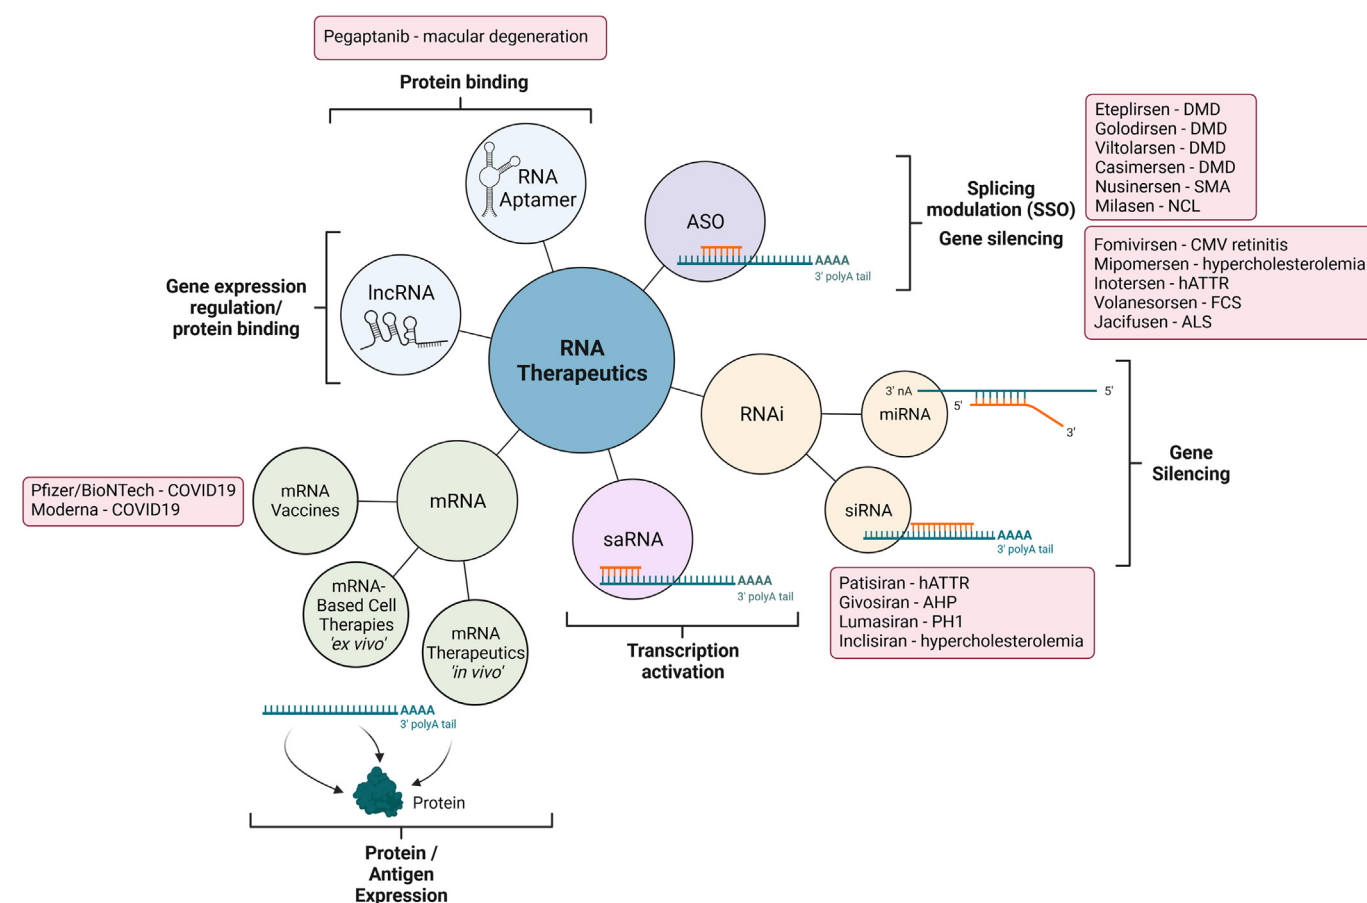 Pegaptanib - macular degeneration
Protein binding
RNA
Aptamer
ASO
AAAA
3' polyA tail
Splicing
modulation (SSO)
Gene silencing
Eteplirsen - DMD
Golodirsen - DMD
Viltolarsen - DMD
Casimersen - DMD
Nusinersen - SMA
Milasen - NCL
Fomivirsen - CMV retinitis
Mipomersen - hypercholesterolemia
Inotersen - hATTR
Volanesorsen - FCS
Jacifusen - ALS
Gene expression
regulation/
protein binding
lncRNA
RNA
Therapeutics
RNAi
miRNA
3' nA
5'
5'
3'
siRNA
AAAA
3' polyA tail
Gene
Silencing
Patisiran - hATTR
Givosiran - AHP
Lumasiran - PH1
Inclisiran - hypercholesterolemia
saRNA
AAAA
3' polyA tail
Transcription
activation
mRNA
mRNA
Vaccines
Pfizer/BioNTech - COVID19
Moderna - COVID19
mRNA-
Based Cell
Therapies
'ex vivo'
mRNA
Therapeutics
'in vivo'
AAAA
3' polyA tail
Protein
Protein /
Antigen
Expression